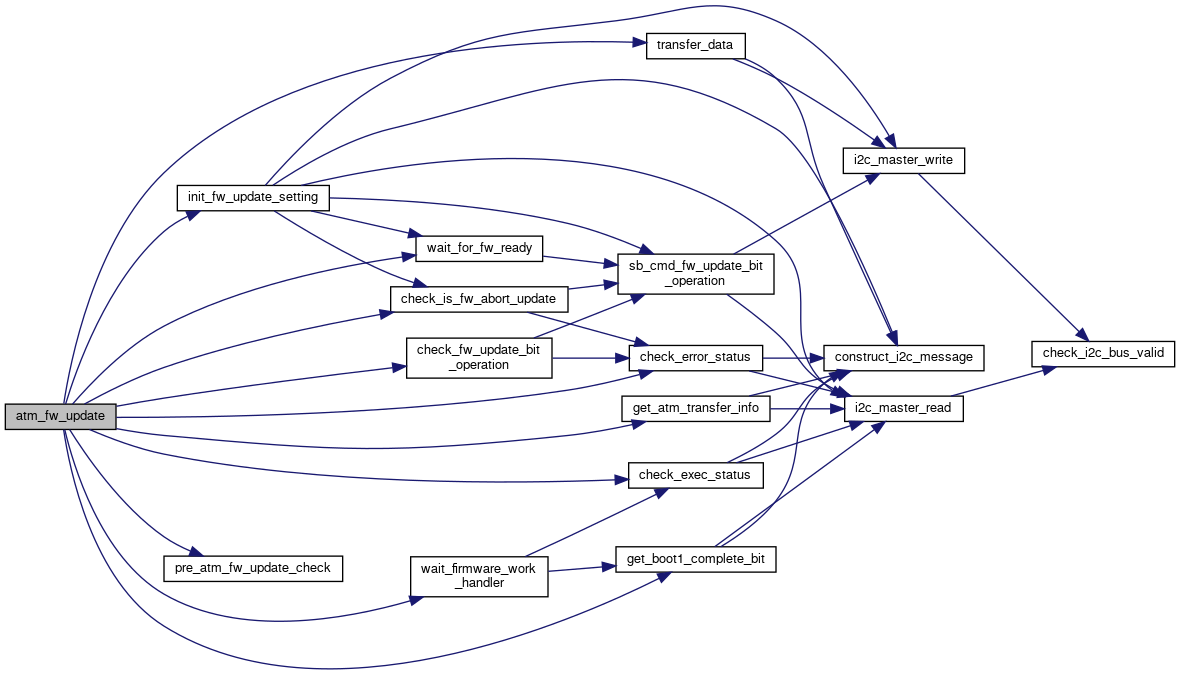 transfer_data
i2c_master_write
init_fw_update_setting
wait_for_fw_ready
sb_cmd_fw_update_bit
_operation
check_is_fw_abort_update
check_fw_update_bit
_operation
check_error_status
construct_i2c_message
check_i2c_bus_valid
atm_fw_update
get_atm_transfer_info
i2c_master_read
check_exec_status
pre_atm_fw_update_check
wait_firmware_work
_handler
get_boot1_complete_bit